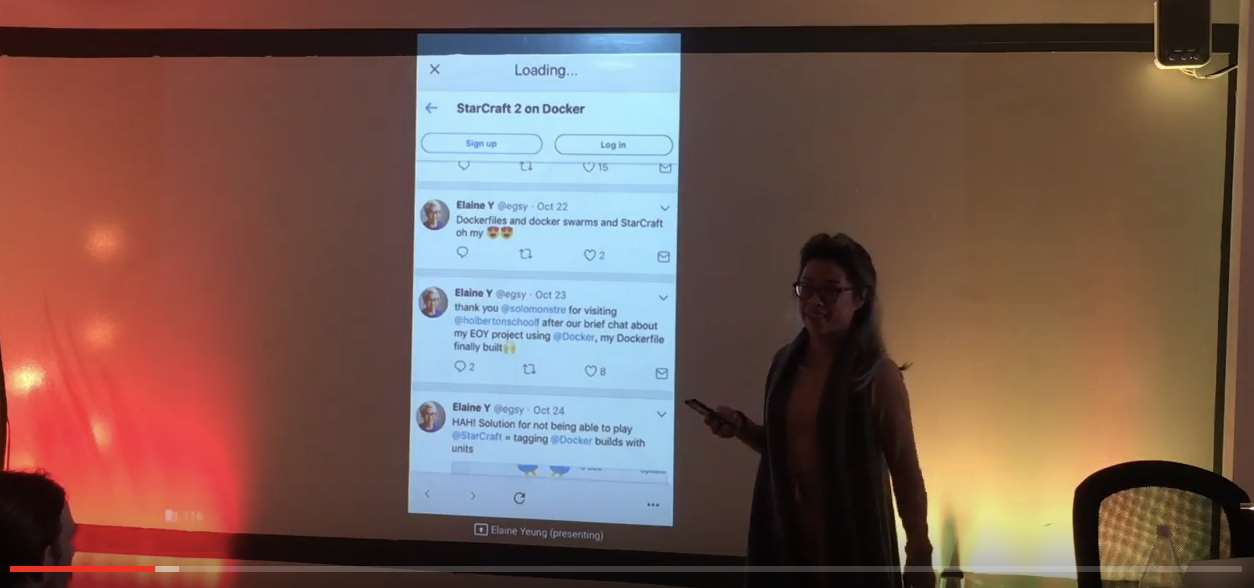 Loading...
StarCraft 2 on Docker
Sign up
Log in
15
Elaine Y @egsy · Oct 22
Dockerfiles and docker swarms and StarCraft
oh my 😍😍
2
Elaine Y @egsy · Oct 23
thank you @solomonstre for visiting
@holbertonschool! after our brief chat about
my EOY project using @Docker, my Dockerfile
finally built🙌
2
8
Elaine Y @egsy · Oct 24
HAH! Solution for not being able to play
@StarCraft = tagging @Docker builds with
units
116
Elaine Yeung (presenting)